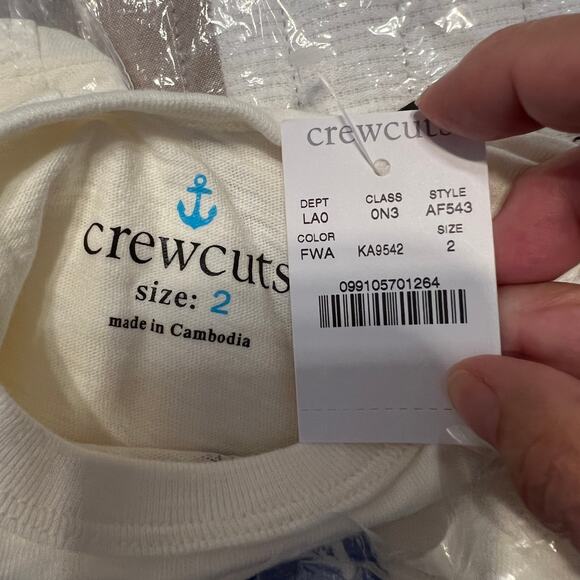 crewcuts
size: 2
made in Cambodia
crewcuts
DEPT CLASS STYLE
LA0 0N3 AF543
COLOR SIZE
FWA KA9542 2
099105701264